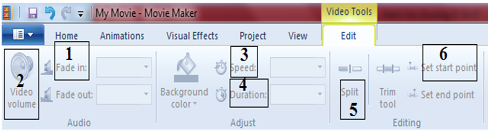 My Movie - Movie Maker
Video Tools
Home Animations Visual Effects Project View Edit
1 3 6
Fade in: Speed: Set start point
2 4
Video volume Fade out: Background color Duration: Split Trim tool Set end point
5
Audio Adjust Editing